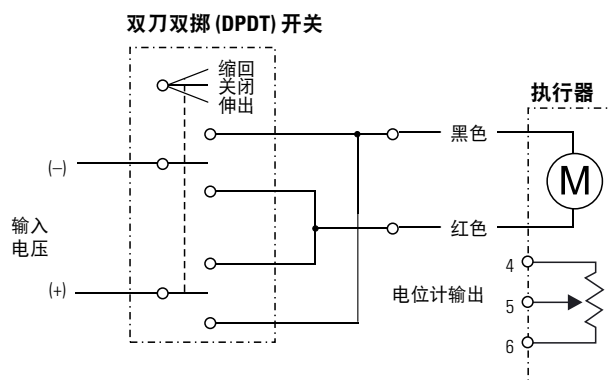 双刀双掷 (DPDT) 开关
缩回
关闭
伸出
执行器
黑色
(–)
M
输入
电压
红色
(+)
电位计输出
4
5
6